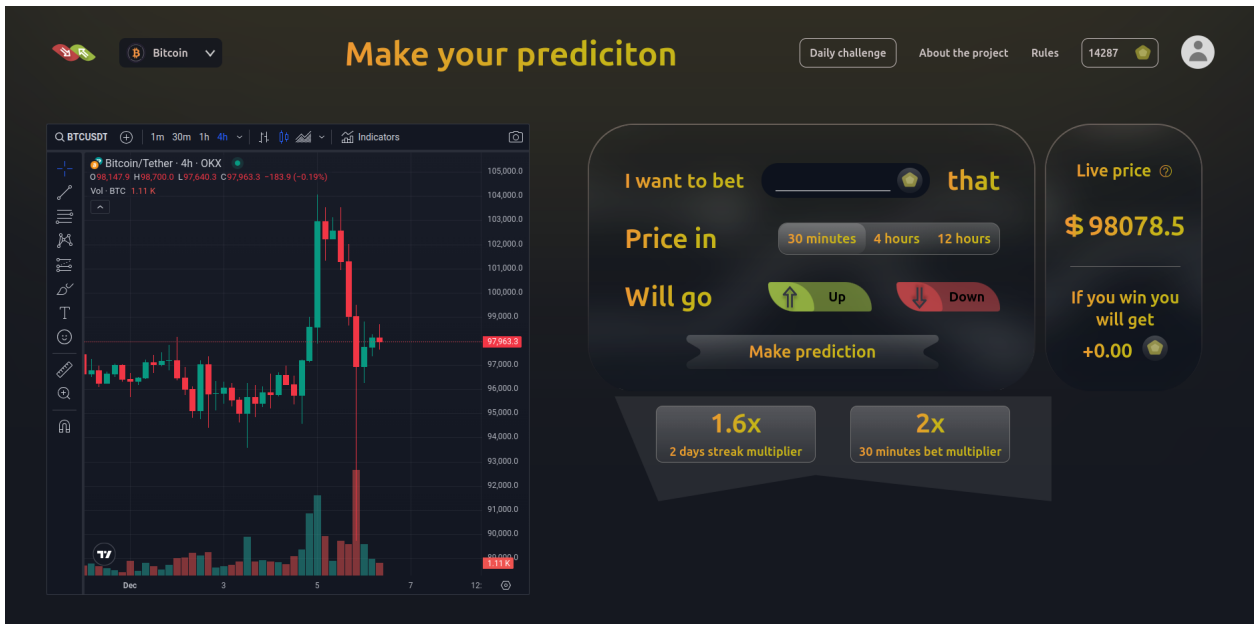 Bitcoin
Make your prediciton
Daily challenge
About the project
Rules
14287
BTCUSDT
1m 30m 1h 4h
Indicators
Bitcoin/Tether · 4h · OKX
O98,147.9 H98,700.0 L97,640.3 C97,963.3 −183.9 (−0.19%)
Vol · BTC 1.11 K
105,000.0
104,000.0
103,000.0
102,000.0
101,000.0
100,000.0
99,000.0
97,963.3
97,000.0
96,000.0
95,000.0
94,000.0
93,000.0
92,000.0
91,000.0
90,000.0
1.11 K
Dec 3 5 7 12:
I want to bet
that
Price in
30 minutes 4 hours 12 hours
Will go
Up
Down
Make prediction
Live price
$ 98078.5
If you win you
will get
+0.00
1.6x
2 days streak multiplier
2x
30 minutes bet multiplier